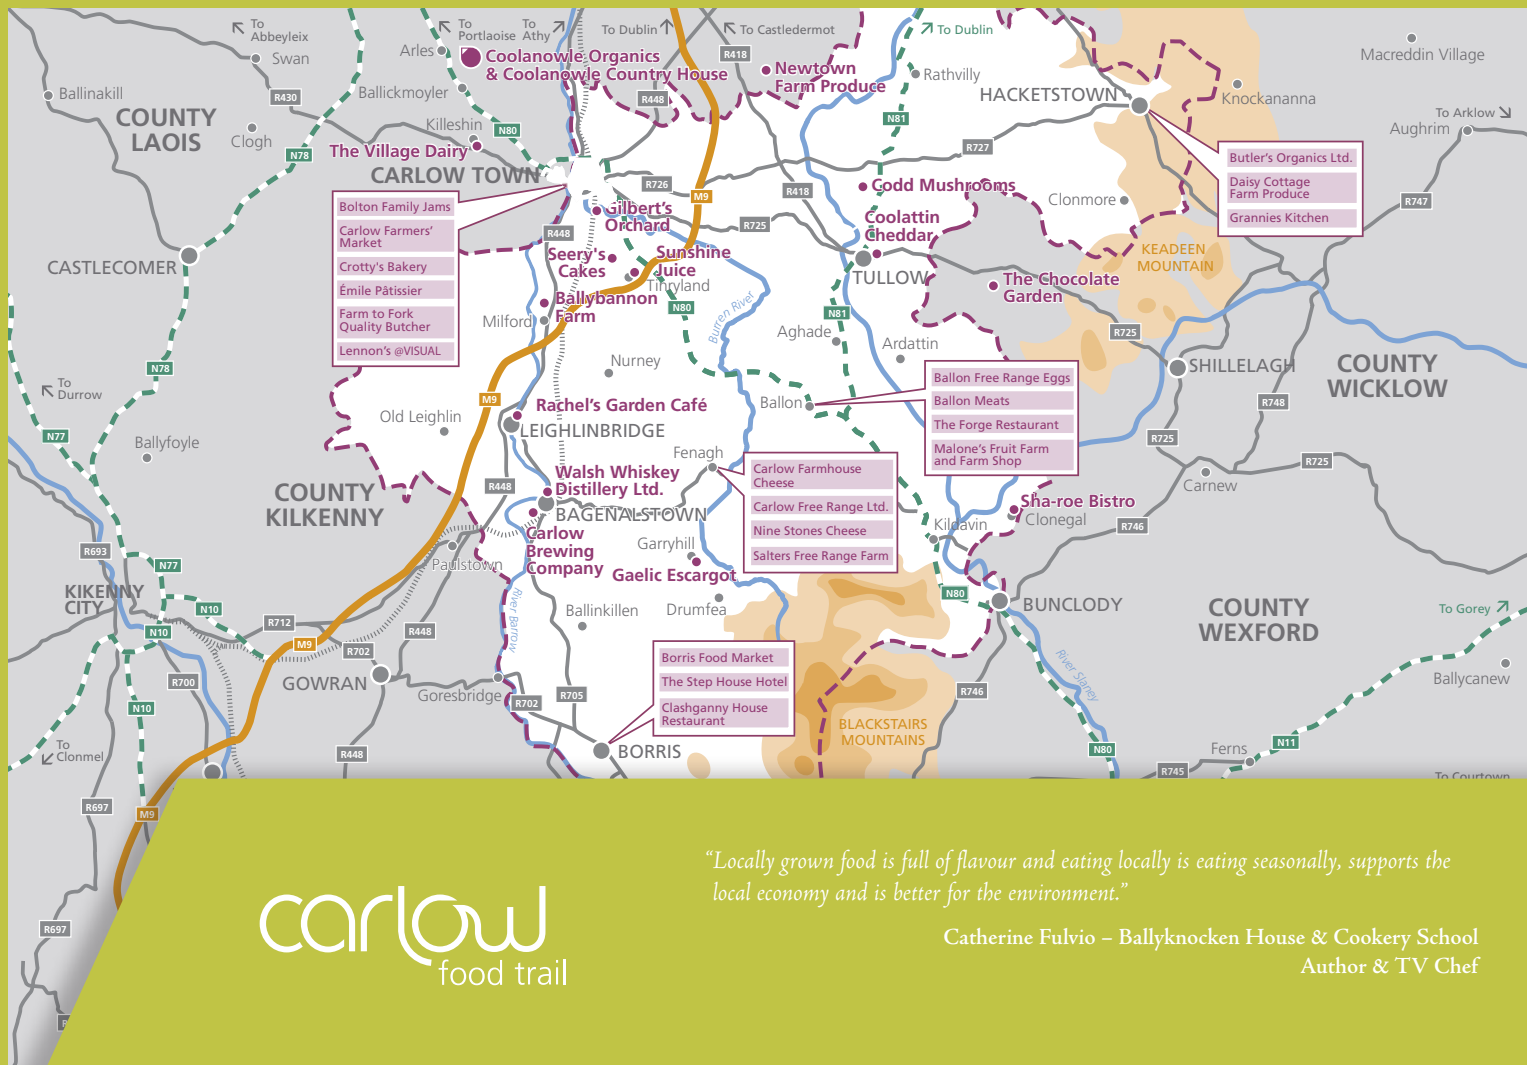 To
Abbeyleix
To
Portlaoise
To
Athy
To Dublin
To Castledermot
To Dublin
Swan
Arles
Coolanowle Organics
& Coolanowle Country House
R418
Newtown
Farm Produce
Rathvilly
Macreddin Village
Ballinakill
R430
Ballickmoyler
R448
HACKETSTOWN
Knockananna
COUNTY
LAOIS
Clogh
Killeshin
N80
N81
To Arklow
Aughrim
N78
The Village Dairy
R727
CARLOW TOWN
R726
M9
R418
Codd Mushrooms
Clonmore
Butler's Organics Ltd.
Daisy Cottage
Farm Produce
Grannies Kitchen
R747
Bolton Family Jams
Carlow Farmers'
Market
Crotty's Bakery
Émile Pâtissier
Farm to Fork
Quality Butcher
Lennon's @VISUAL
Gilbert's
Orchard
R448
R725
Coolattin
Cheddar
KEADEEN
MOUNTAIN
CASTLECOMER
Seery's
Cakes
Sunshine
Juice
Tinryland
TULLOW
The Chocolate
Garden
Ballybannon
Farm
N80
Burren River
N81
Milford
Aghade
Ardattin
R725
N78
Nurney
SHILLELAGH
COUNTY
WICKLOW
To
Durrow
M9
Ballon Free Range Eggs
Ballon Meats
The Forge Restaurant
Malone's Fruit Farm
and Farm Shop
R748
Old Leighlin
Rachel's Garden Café
LEIGHLINBRIDGE
Ballon
N77
Ballyfoyle
R725
Fenagh
R725
Carlow Farmhouse
Cheese
Carlow Free Range Ltd.
Nine Stones Cheese
Salters Free Range Farm
Carnew
COUNTY
KILKENNY
R448
Walsh Whiskey
Distillery Ltd.
BAGENALSTOWN
Sha-roe Bistro
Clonegal
Kildavin
R746
Carlow
Brewing
Company
Garryhill
Gaelic Escargot
R693
Paulstown
N77
KIKENNY
CITY
N10
N10
R712
M9
R448
River Barrow
Ballinkillen
Drumfea
N80
BUNCLODY
COUNTY
WEXFORD
To Gorey
R702
GOWRAN
Goresbridge
R702
R705
Borris Food Market
The Step House Hotel
Clashganny House
Restaurant
River Slaney
R746
Ballycanew
R700
N10
BLACKSTAIRS
MOUNTAINS
BORRIS
To
Clonmel
R448
N80
Ferns
N11
R745
To Courtown
R697
M9
R697
“Locally grown food is full of flavour and eating locally is eating seasonally, supports the
local economy and is better for the environment.”
Catherine Fulvio – Ballyknocken House & Cookery School
Author & TV Chef
carlow
food trail